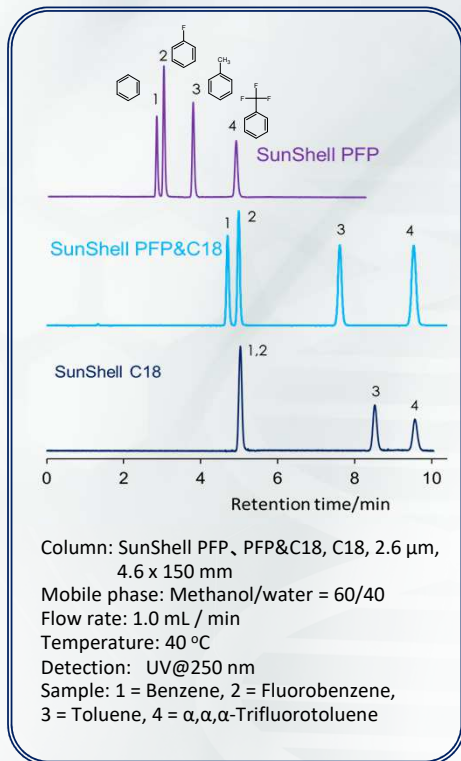 F
CH3
F
F F
2
1
3
4
SunShell PFP
1 2
3 4
SunShell PFP&C18
1,2
SunShell C18
3
4
0 2 4 6 8 10
Retention time/min
Column: SunShell PFP、PFP&C18, C18, 2.6 µm,
4.6 x 150 mm
Mobile phase: Methanol/water = 60/40
Flow rate: 1.0 mL / min
Temperature: 40 ºC
Detection: UV@250 nm
Sample: 1 = Benzene, 2 = Fluorobenzene,
3 = Toluene, 4 = α,α,α-Trifluorotoluene